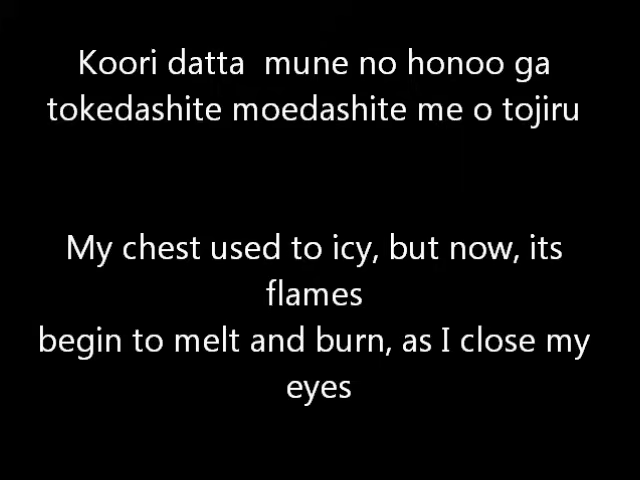 Koori datta  mune no honoo ga
tokedashite moedashite me o tojiru
My chest used to icy, but now, its
flames
begin to melt and burn, as I close my
eyes